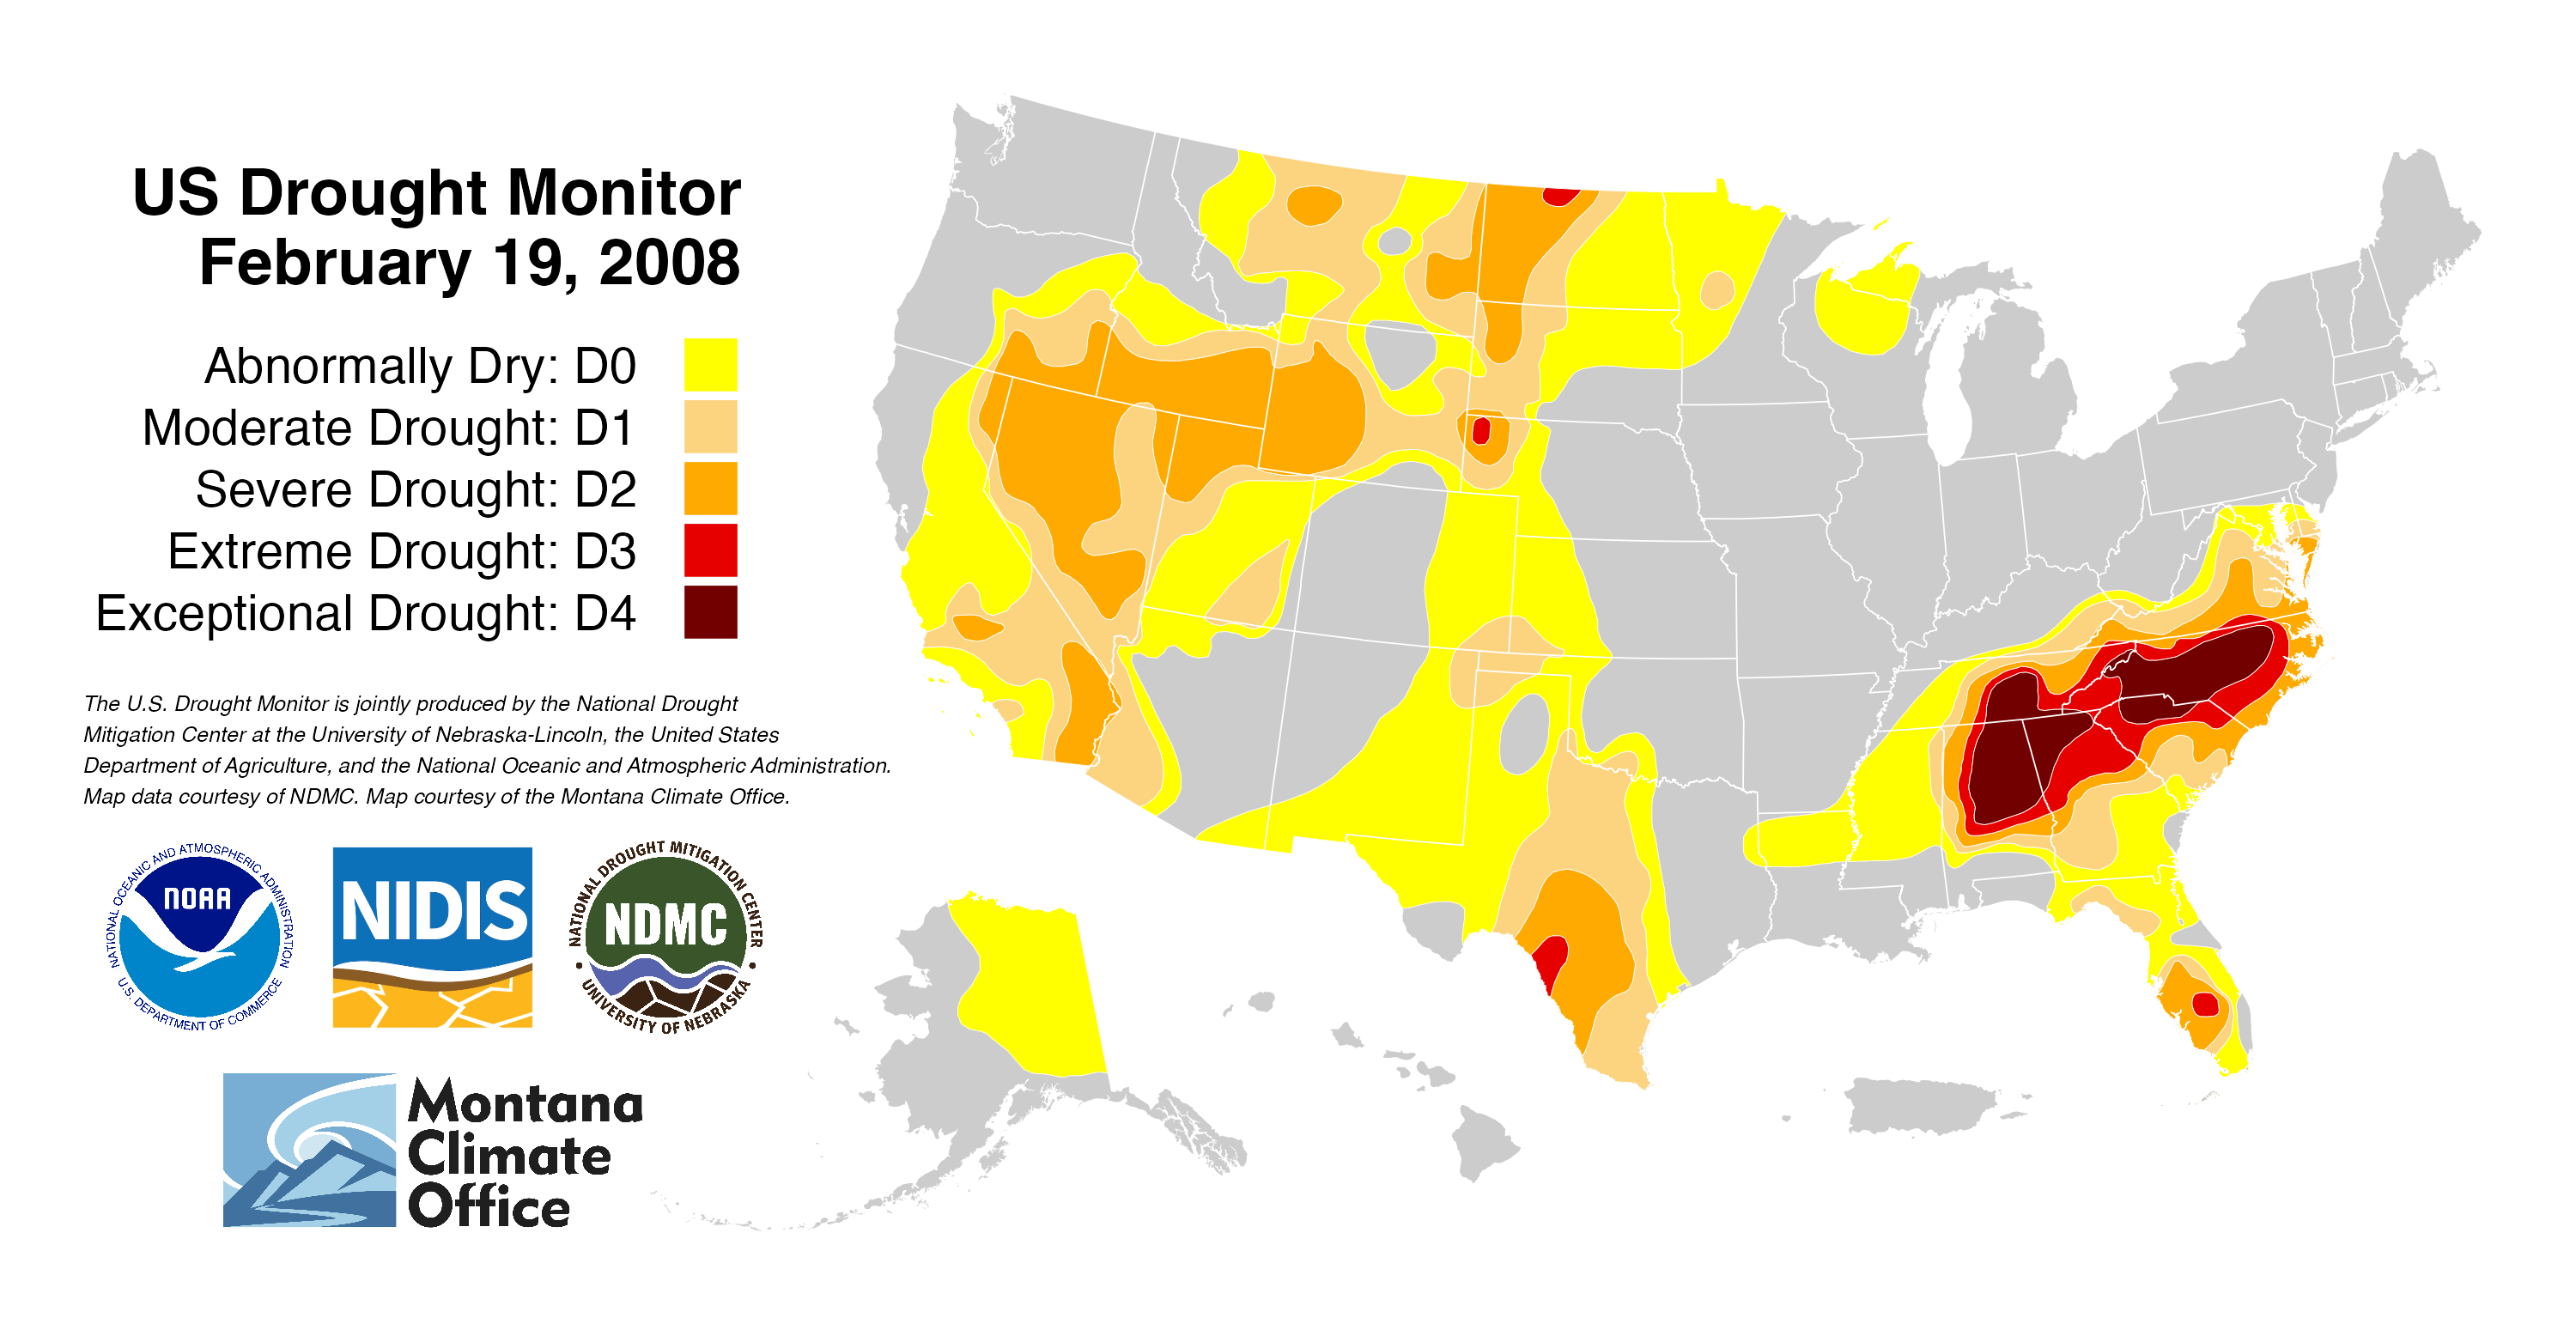 US Drought Monitor
February 19, 2008
Abnormally Dry: D0
Moderate Drought: D1
Severe Drought: D2
Extreme Drought: D3
Exceptional Drought: D4
The U.S. Drought Monitor is jointly produced by the National Drought
Mitigation Center at the University of Nebraska-Lincoln, the United States
Department of Agriculture, and the National Oceanic and Atmospheric Administration.
Map data courtesy of NDMC. Map courtesy of the Montana Climate Office.
NATIONAL OCEANIC AND ATMOSPHERIC ADMINISTRATION
NOAA
U.S. DEPARTMENT OF COMMERCE
NIDIS
NATIONAL DROUGHT MITIGATION CENTER
NDMC
UNIVERSITY OF NEBRASKA
Montana
Climate
Office